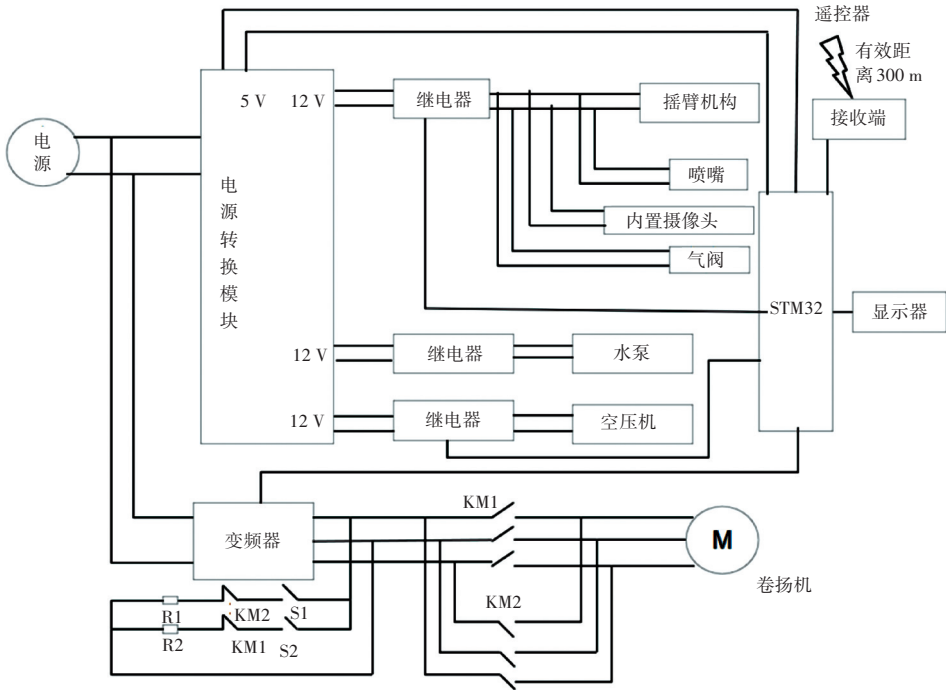 遥控器
有效距
离300 m
接收端
5 V
12 V
继电器
摇臂机构
电
源
喷嘴
电
源
转
换
模
块
内置摄像头
气阀
STM32
显示器
12 V
继电器
水泵
12 V
继电器
空压机
KM1
变频器
M
卷扬机
R1
KM2
S1
KM2
R2
KM1
S2